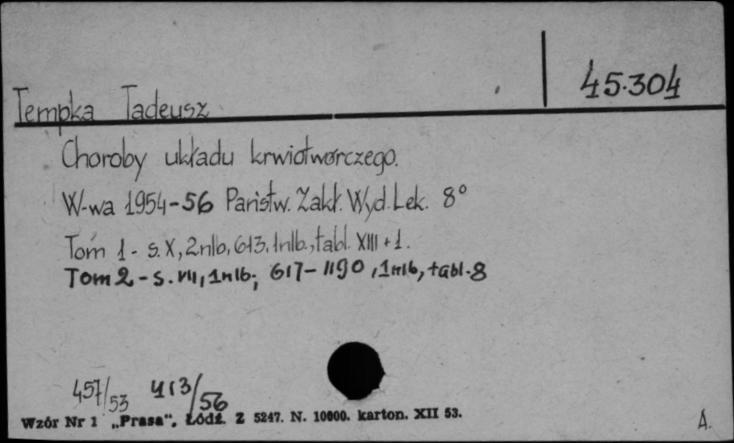 45.304
Tempka Tadeusz
Choroby układu krwiotwórczego.
W-wa 1954-56 Państw. Zakł. Wyd. Lek. 8°
Tom 1 - s. X, 2nlb, 613, 1nlb., tabl. XIII + 1.
Tom 2 - s. VII, 1nlb; 617-1190, 1nlb, tabl. 8
457/53 413/56
Wzór Nr 1 „Prasa“, Łódź. Z 5247. N. 10000. karton. XII 53.
A.